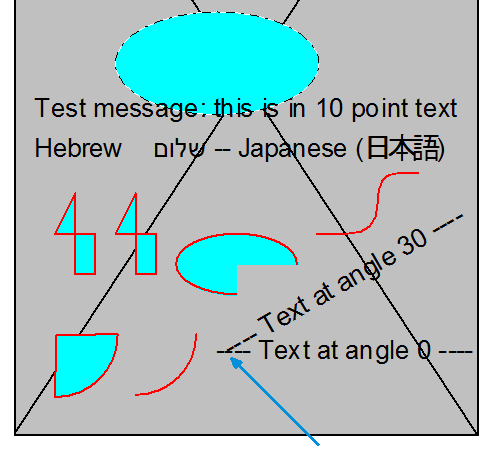 Test message: this is in 10 point text
Hebrew שלום -- Japanese (日本語)
---- Text at angle 30 ----
---- Text at angle 0 ----